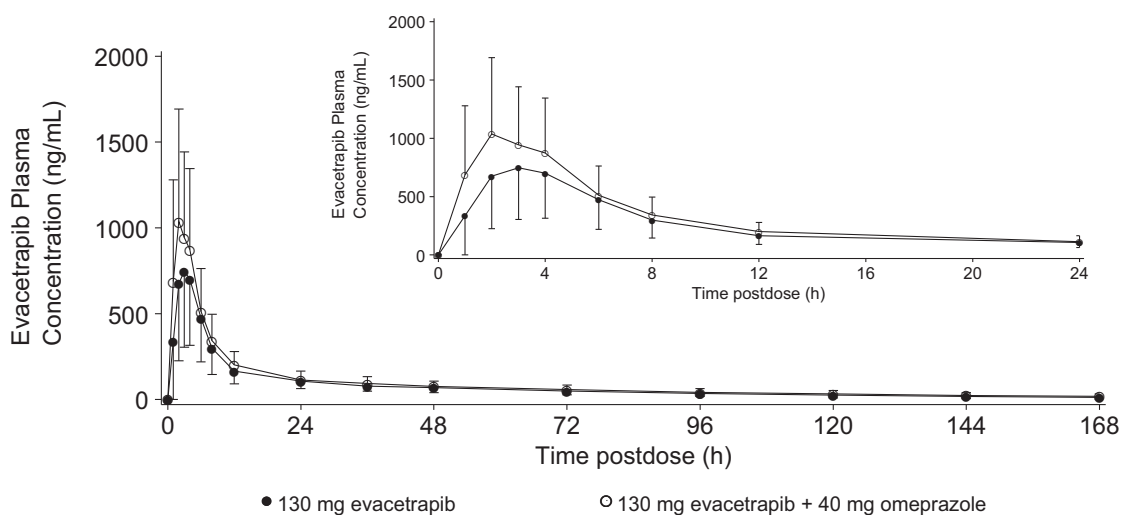 2000
1500
1000
500
0
Evacetrapib Plasma
Concentration (ng/mL)
0 4 8 12 16 20 24
Time postdose (h)
2000
1500
1000
500
0
Evacetrapib Plasma
Concentration (ng/mL)
0 24 48 72 96 120 144 168
Time postdose (h)
130 mg evacetrapib
130 mg evacetrapib + 40 mg omeprazole